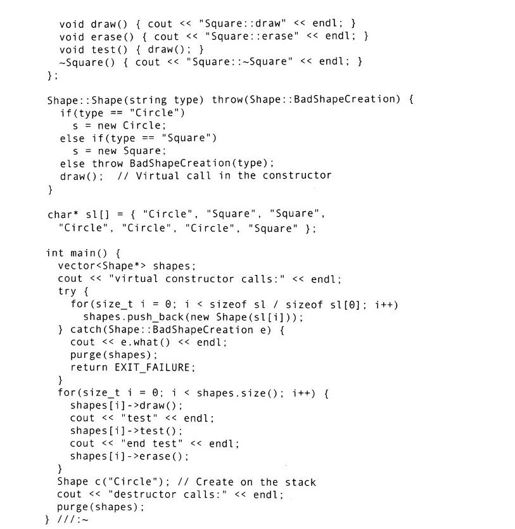 void draw() { cout << "Square::draw" << endl; }
void erase() { cout << "Square::erase" << endl; }
void test() { draw(); }
~Square() { cout << "Square::~Square" << endl; }
};
Shape::Shape(string type) throw(Shape::BadShapeCreation) {
if(type == "Circle")
s = new Circle;
else if(type == "Square")
s = new Square;
else throw BadShapeCreation(type);
draw();  // Virtual call in the constructor
}
char* sl[] = { "Circle", "Square", "Square",
"Circle", "Circle", "Circle", "Square" };
int main() {
vector<Shape*> shapes;
cout << "virtual constructor calls:" << endl;
try {
for(size_t i = 0; i < sizeof sl / sizeof sl[0]; i++)
shapes.push_back(new Shape(sl[i]));
} catch(Shape::BadShapeCreation e) {
cout << e.what() << endl;
purge(shapes);
return EXIT_FAILURE;
}
for(size_t i = 0; i < shapes.size(); i++) {
shapes[i]->draw();
cout << "test" << endl;
shapes[i]->test();
cout << "end test" << endl;
shapes[i]->erase();
}
Shape c("Circle"); // Create on the stack
cout << "destructor calls:" << endl;
purge(shapes);
} ///:~